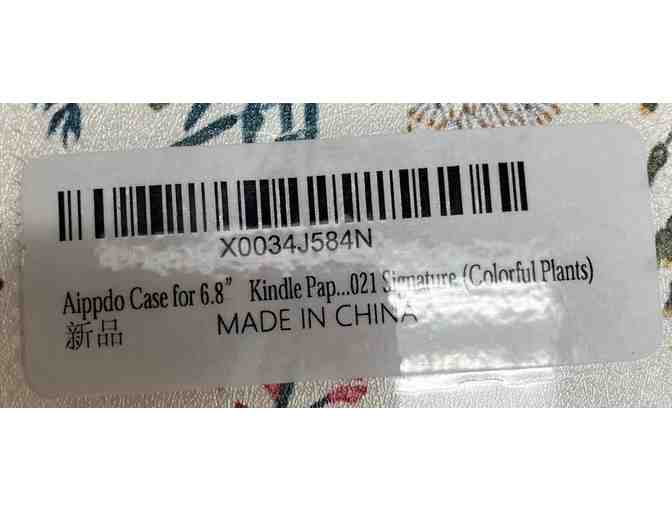 X0034J584N
Aippdo Case for 6.8” Kindle Pap...021 Signature (Colorful Plants)
新品 MADE IN CHINA